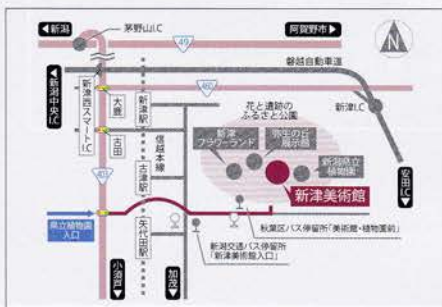 ◀新潟
茅野山I.C
49
阿賀野市▶
N
磐越自動車道
◀新潟中央I.C
新津西スマートI.C
大鹿
新津駅
460
花と遺跡の
ふるさと公園
新津I.C
古田
信越本線
新津
フラワーランド
弥生の丘
展示館
新潟県立
植物園
403
古津駅
新津美術館
安田I.C▶
県立植物園
入口
矢代田駅
秋葉区バス停留所「美術館・植物園前」
新潟交通バス停留所
「新津美術館入口」
小須戸▶
加茂▶